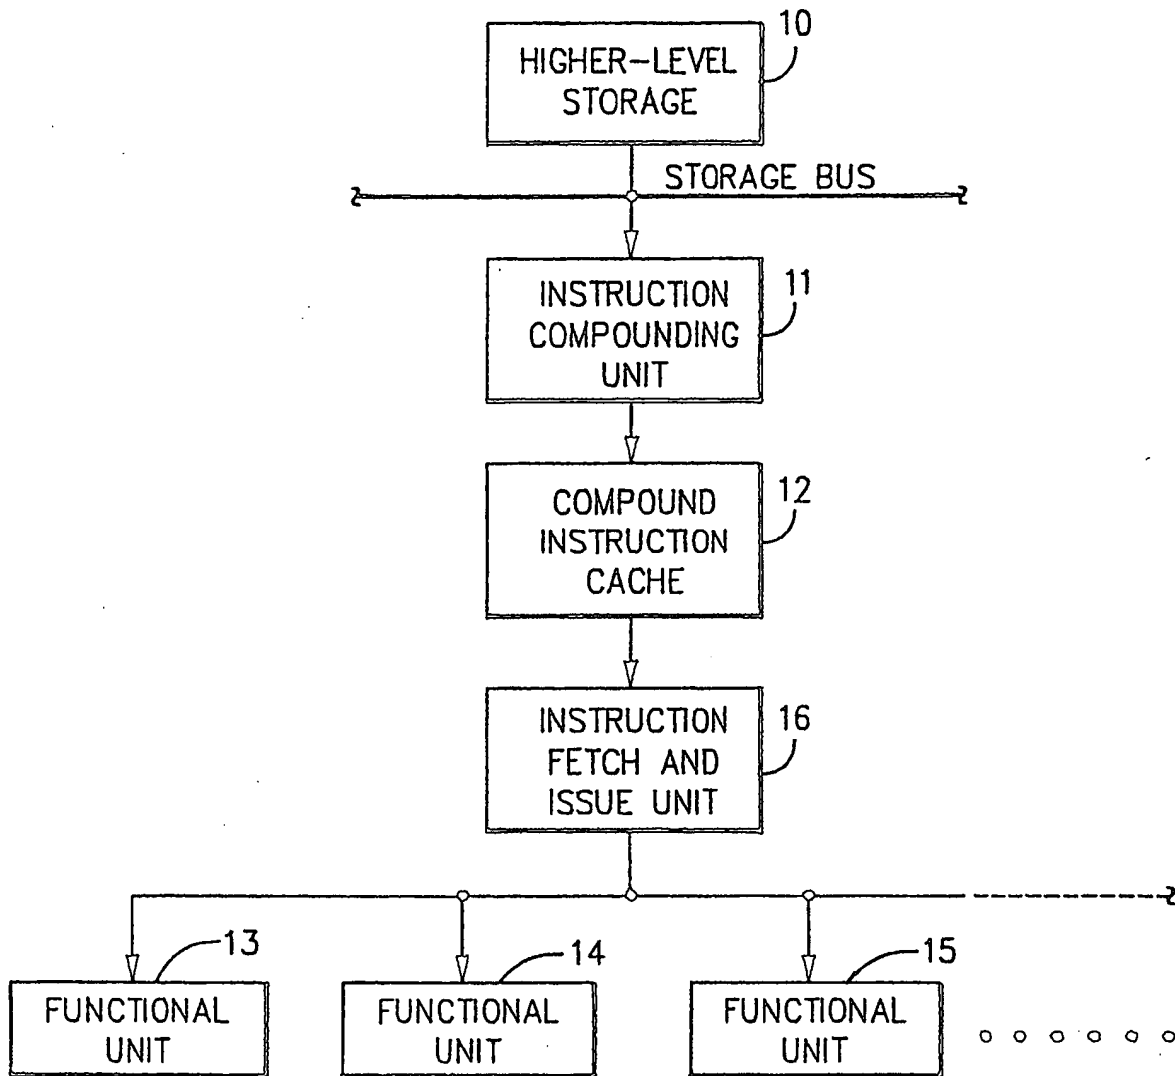 10
HIGHER-LEVEL
STORAGE
STORAGE BUS
11
INSTRUCTION
COMPOUNDING
UNIT
12
COMPOUND
INSTRUCTION
CACHE
16
INSTRUCTION
FETCH AND
ISSUE UNIT
13
FUNCTIONAL
UNIT
14
FUNCTIONAL
UNIT
15
FUNCTIONAL
UNIT